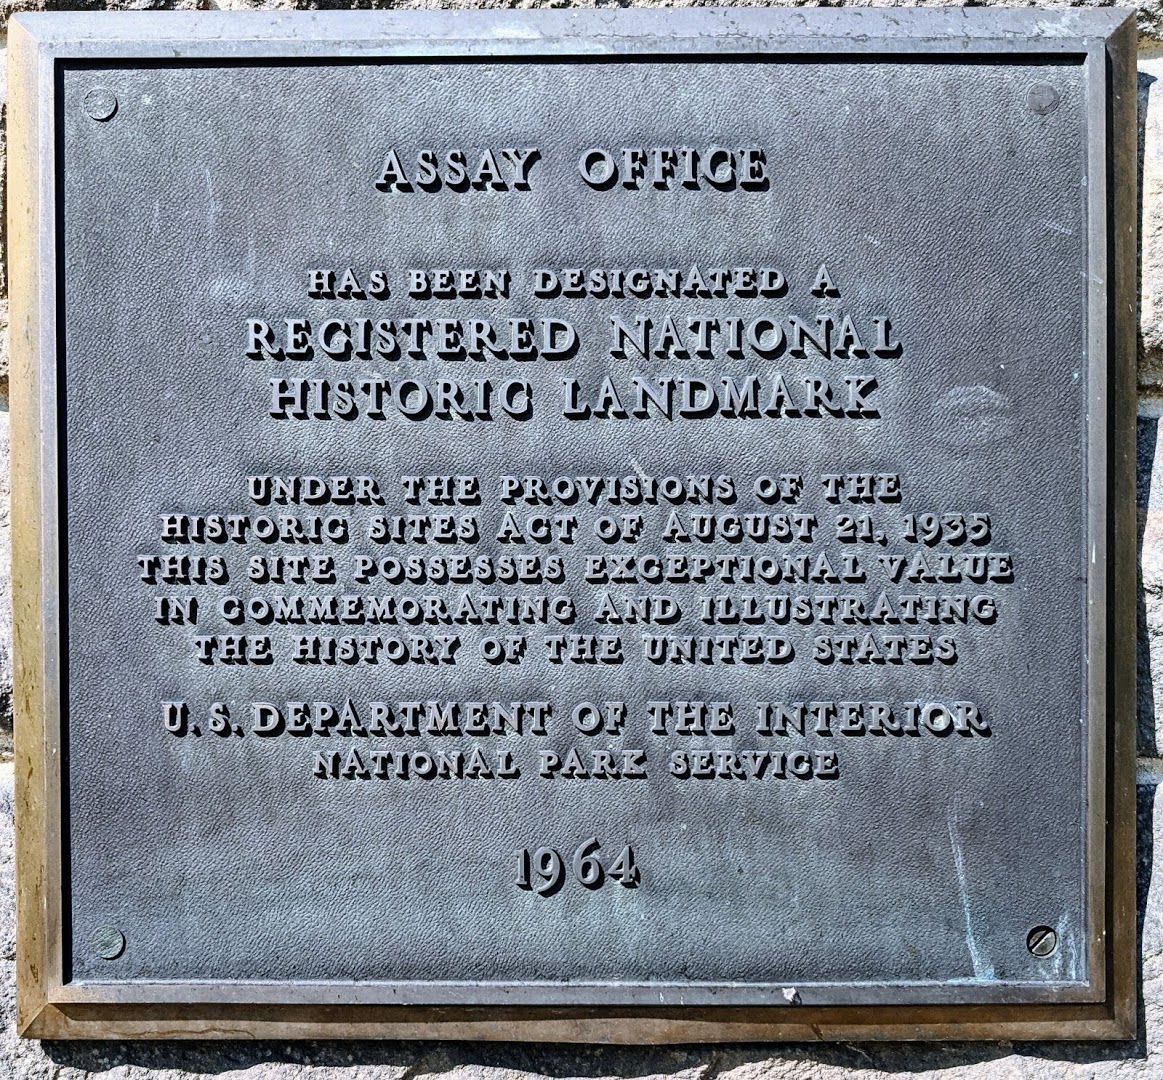 ASSAY OFFICE
HAS BEEN DESIGNATED A
REGISTERED NATIONAL
HISTORIC LANDMARK
UNDER THE PROVISIONS OF THE
HISTORIC SITES ACT OF AUGUST 21, 1935
THIS SITE POSSESSES EXCEPTIONAL VALUE
IN COMMEMORATING AND ILLUSTRATING
THE HISTORY OF THE UNITED STATES
U.S. DEPARTMENT OF THE INTERIOR
NATIONAL PARK SERVICE
1964